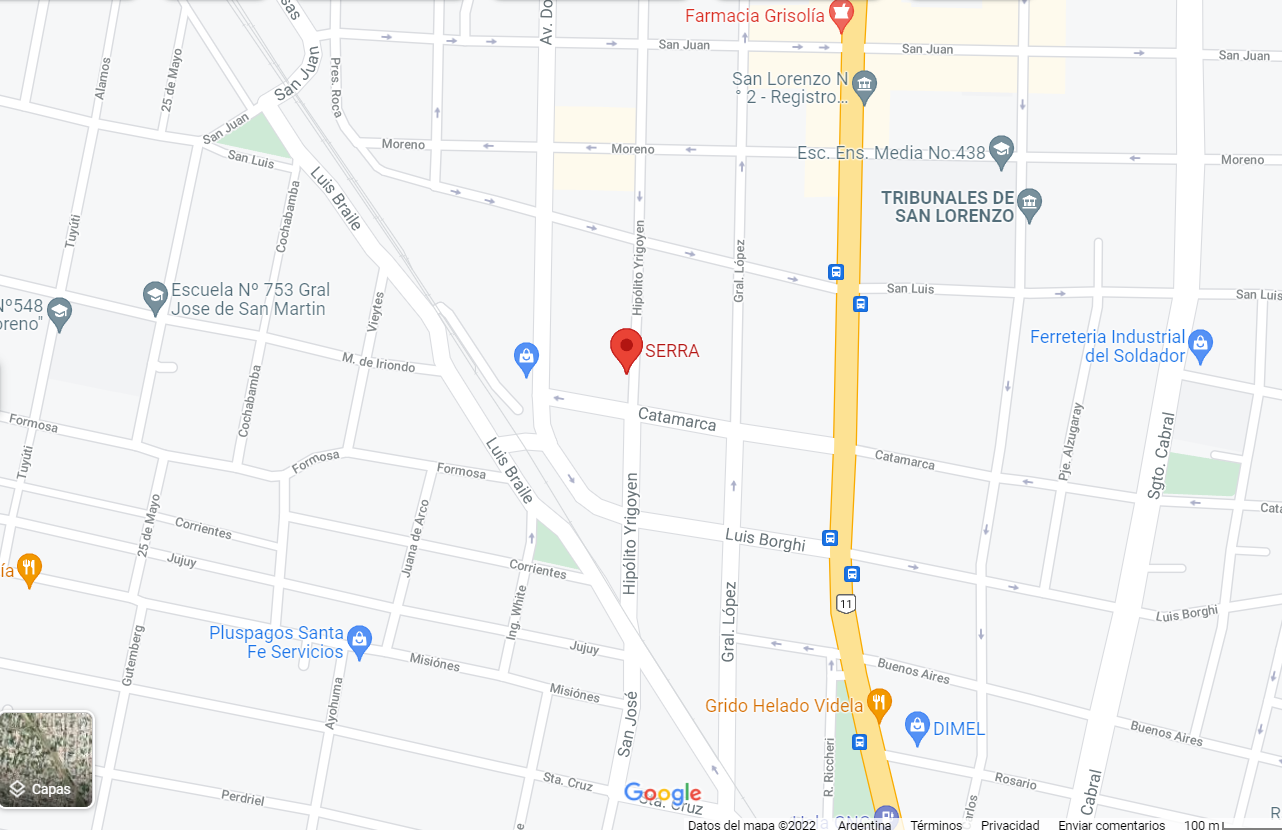 Farmacia Grisolía
Av. Do
San Juan
San Juan
San Juan
San Juan
Pres. Roca
25 de Mayo
Alamos
San Lorenzo N
° 2 - Registro...
San Juan
San Luis
Moreno
Moreno
Esc. Ens. Media No.438
Moreno
TRIBUNALES DE
SAN LORENZO
Luis Braile
Cochabamba
Tuyúti
Hipólito Yrigoyen
Gral. López
San Luis
San Luis
Escuela Nº 753 Gral
Jose de San Martin
Nº548
oreno"
Vieytes
M. de Iriondo
SERRA
Ferreteria Industrial
del Soldador
Cochabamba
Catamarca
Formosa
Formosa
Formosa
Luis Braile
Catamarca
Pje. Alzugaray
Sgto. Cabral
Tuyúti
25 de Mayo
Corrientes
Juana de Arco
Hipólito Yrigoyen
Cata
Luis Borghi
Jujuy
Corrientes
ía
Ing. White
Gral. López
11
Luis Borghi
Pluspagos Santa
Fe Servicios
Gutemberg
Misiónes
Jujuy
Buenos Aires
Ayohuma
Misiónes
San José
Grido Helado Videla
DIMEL
Buenos Aires
R. Riccheri
Capas
Perdriel
Sta. Cruz
Google
Sta. Cruz
Rosario
Cabral
Datos del mapa ©2022
Argentina
Términos
Privacidad
Enviar comentarios
100 m